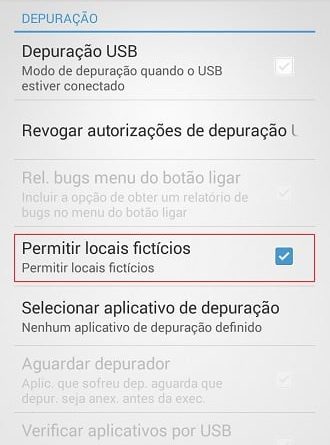 DEPURAÇÃO
Depuração USB
Modo de depuração quando o USB
estiver conectado
Revogar autorizações de depuração
Rel. bugs menu do botão ligar
Incluir a opção de obter um relatório de
bugs no menu do botão ligar
Permitir locais fictícios
Permitir locais fictícios
Selecionar aplicativo de depuração
Nenhum aplicativo de depuração definido
Aguardar depurador
Aplic. que sofreu dep. aguarda que
depur. seja anex. antes da exec.
Verificar aplicativos por USB